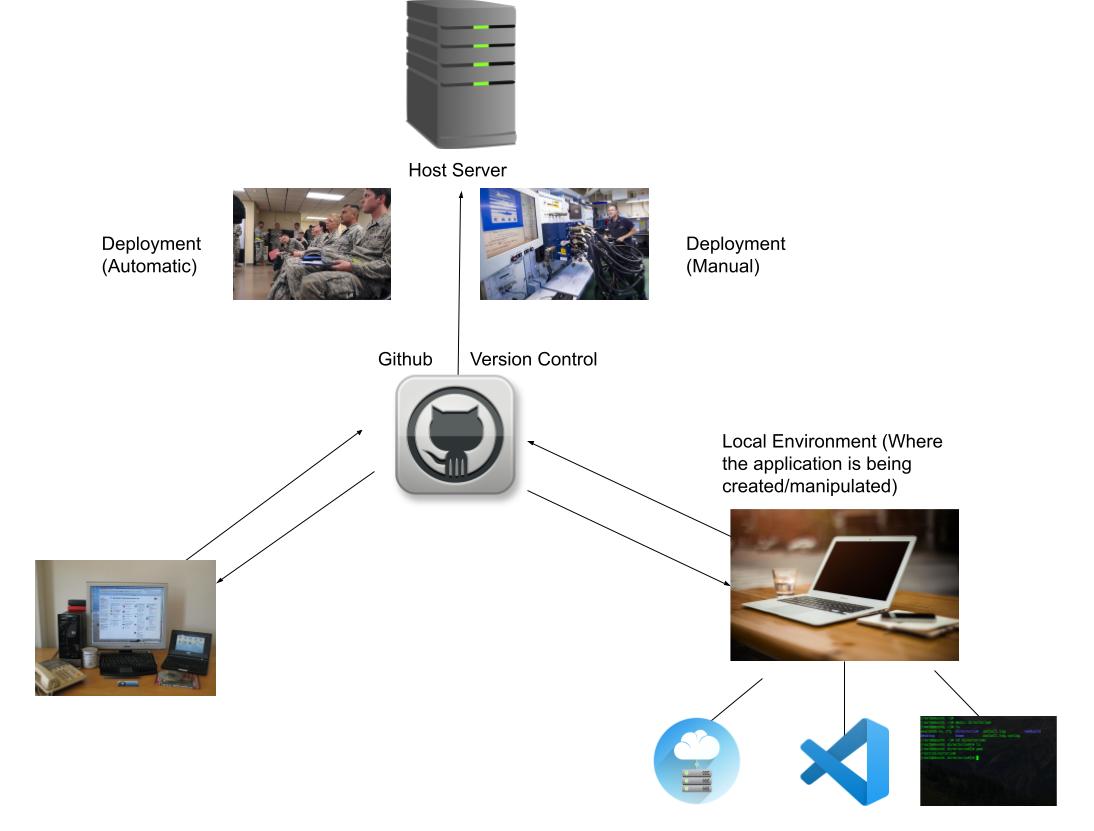 Host Server
Deployment
(Automatic)
Deployment
(Manual)
Github
Version Control
Local Environment (Where
the application is being
created/manipulated)